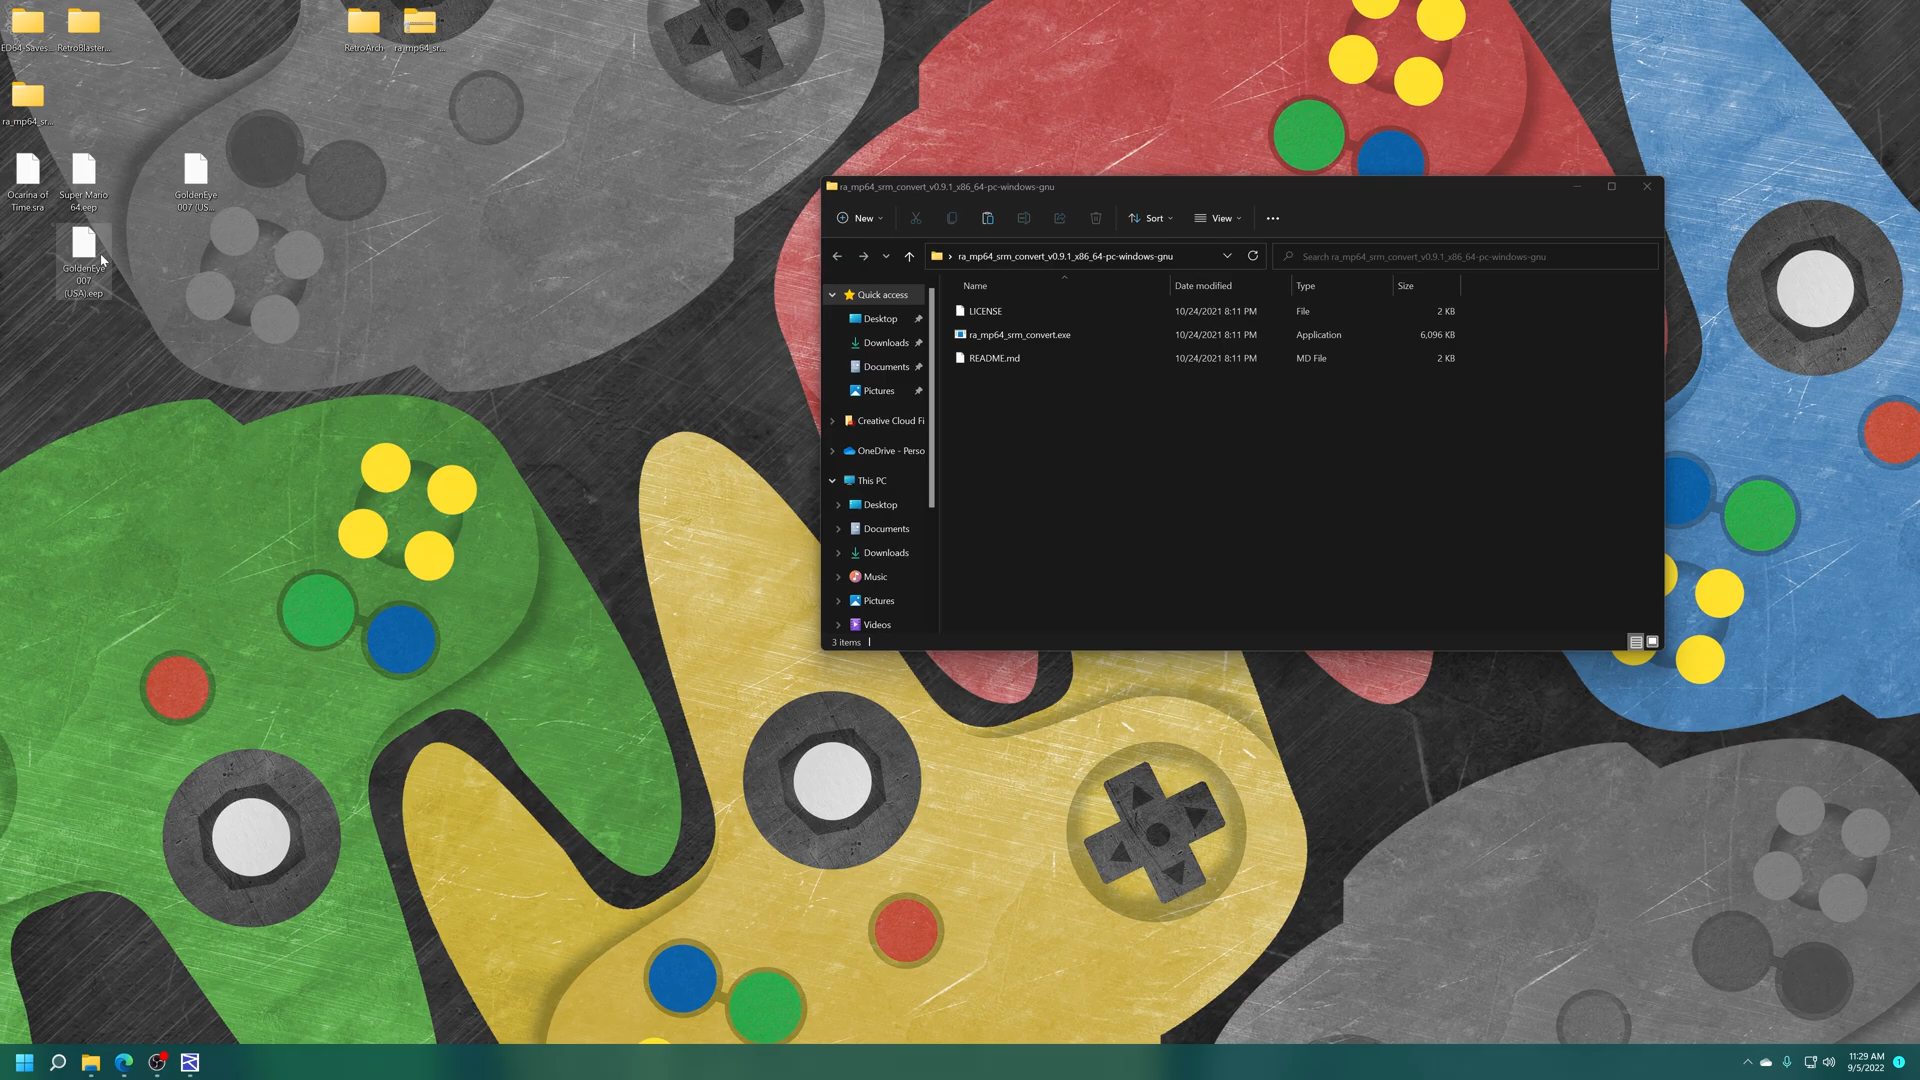 ED64-Saves...
RetroBlaster...
RetroArch
ra_mp64_sr...
ra_mp64_sr...
Ocarina of
Time.sra
Super Mario
64.eep
GoldenEye
007 (US...
GoldenEye
007
(USA).eep
ra_mp64_srm_convert_v0.9.1_x86_64-pc-windows-gnu
New
Sort
View
ra_mp64_srm_convert_v0.9.1_x86_64-pc-windows-gnu
Search ra_mp64_srm_convert_v0.9.1_x86_64-pc-windows-gnu
Name Date modified Type Size
LICENSE 10/24/2021 8:11 PM File 2 KB
ra_mp64_srm_convert.exe 10/24/2021 8:11 PM Application 6,096 KB
README.md 10/24/2021 8:11 PM MD File 2 KB
Quick access
Desktop
Downloads
Documents
Pictures
Creative Cloud Fi
OneDrive - Perso
This PC
Desktop
Documents
Downloads
Music
Pictures
Videos
3 items
11:29 AM
9/5/2022
1